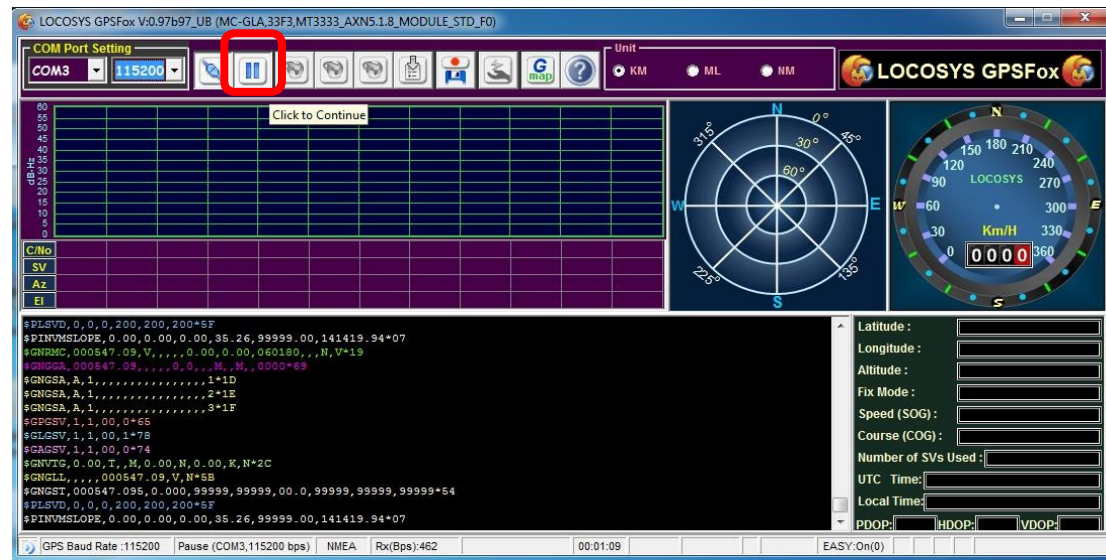 LOCOSYS GPSFox V:0.97b97_UB (MC-GLA,33F3,MT3333_AXN5.1.8_MODULE_STD_F0)
COM Port Setting
COM3 115200
G map
?
Unit
KM ML NM
LOCOSYS GPSFox
Click to Continue
60
55
50
45
40
35
30
25
20
15
10
5
0
dB-Hz
C/No
SV
Az
El
N
0°
30°
60°
45°
315°
W
E
225°
135°
S
N
0 30 60 90 120 150 180 210 240 270 300 330 360
LOCOSYS
W
E
Km/H
0000
S
$PLSVD,0,0,0,200,200,200*5F
$PINVMSLOPE,0.00,0.00,0.00,35.26,99999.00,141419.94*07
$GNRMC,000547.09,V,,,,,0.00,0.00,060180,,,N,V*19
$GNGGA,000547.09,,,,,0,0,,,M,,M,,0000*69
$GNGSA,A,1,,,,,,,,,,,,,,,,1*1D
$GNGSA,A,1,,,,,,,,,,,,,,,,2*1E
$GNGSA,A,1,,,,,,,,,,,,,,,,3*1F
$GPGSV,1,1,00,0*65
$GLGSV,1,1,00,1*78
$GAGSV,1,1,00,0*74
$GNVTG,0.00,T,,M,0.00,N,0.00,K,N*2C
$GNGLL,,,,,000547.09,V,N*5B
$GNGST,000547.095,0.000,99999,99999,00.0,99999,99999,99999*54
$PLSVD,0,0,0,200,200,200*5F
$PINVMSLOPE,0.00,0.00,0.00,35.26,99999.00,141419.94*07
Latitude :
Longitude :
Altitude :
Fix Mode :
Speed (SOG) :
Course (COG) :
Number of SVs Used :
UTC Time:
Local Time:
PDOP: HDOP: VDOP:
GPS Baud Rate :115200 Pause (COM3,115200 bps) NMEA Rx(Bps):462 00:01:09 EASY:On(0)